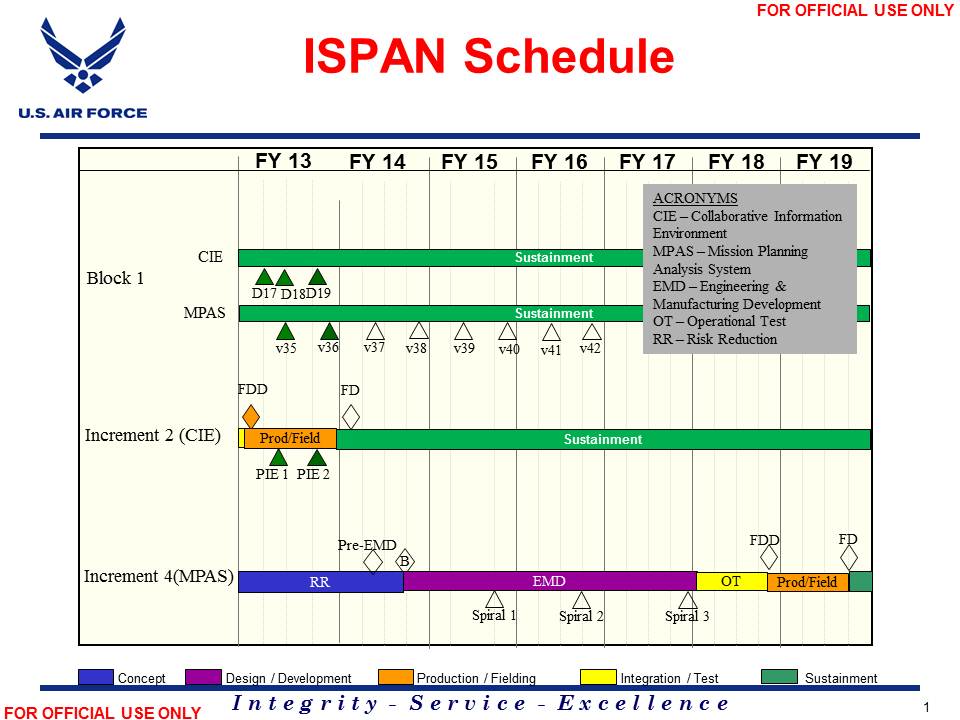 FOR OFFICIAL USE ONLY
ISPAN Schedule
U.S. AIR FORCE
FY 13 FY 14 FY 15 FY 16 FY 17 FY 18 FY 19
ACRONYMS
CIE – Collaborative Information
Environment
MPAS – Mission Planning
Analysis System
EMD – Engineering &
Manufacturing Development
OT – Operational Test
RR – Risk Reduction
CIE Sustainment
Block 1
D17 D18 D19
MPAS Sustainment
v35 v36 v37 v38 v39 v40 v41 v42
FDD FD
Increment 2 (CIE) Prod/Field Sustainment
PIE 1 PIE 2
Pre-EMD B FDD FD
Increment 4(MPAS) RR EMD OT Prod/Field
Spiral 1 Spiral 2 Spiral 3
Concept Design / Development Production / Fielding Integration / Test Sustainment
Integrity - Service - Excellence
FOR OFFICIAL USE ONLY
1